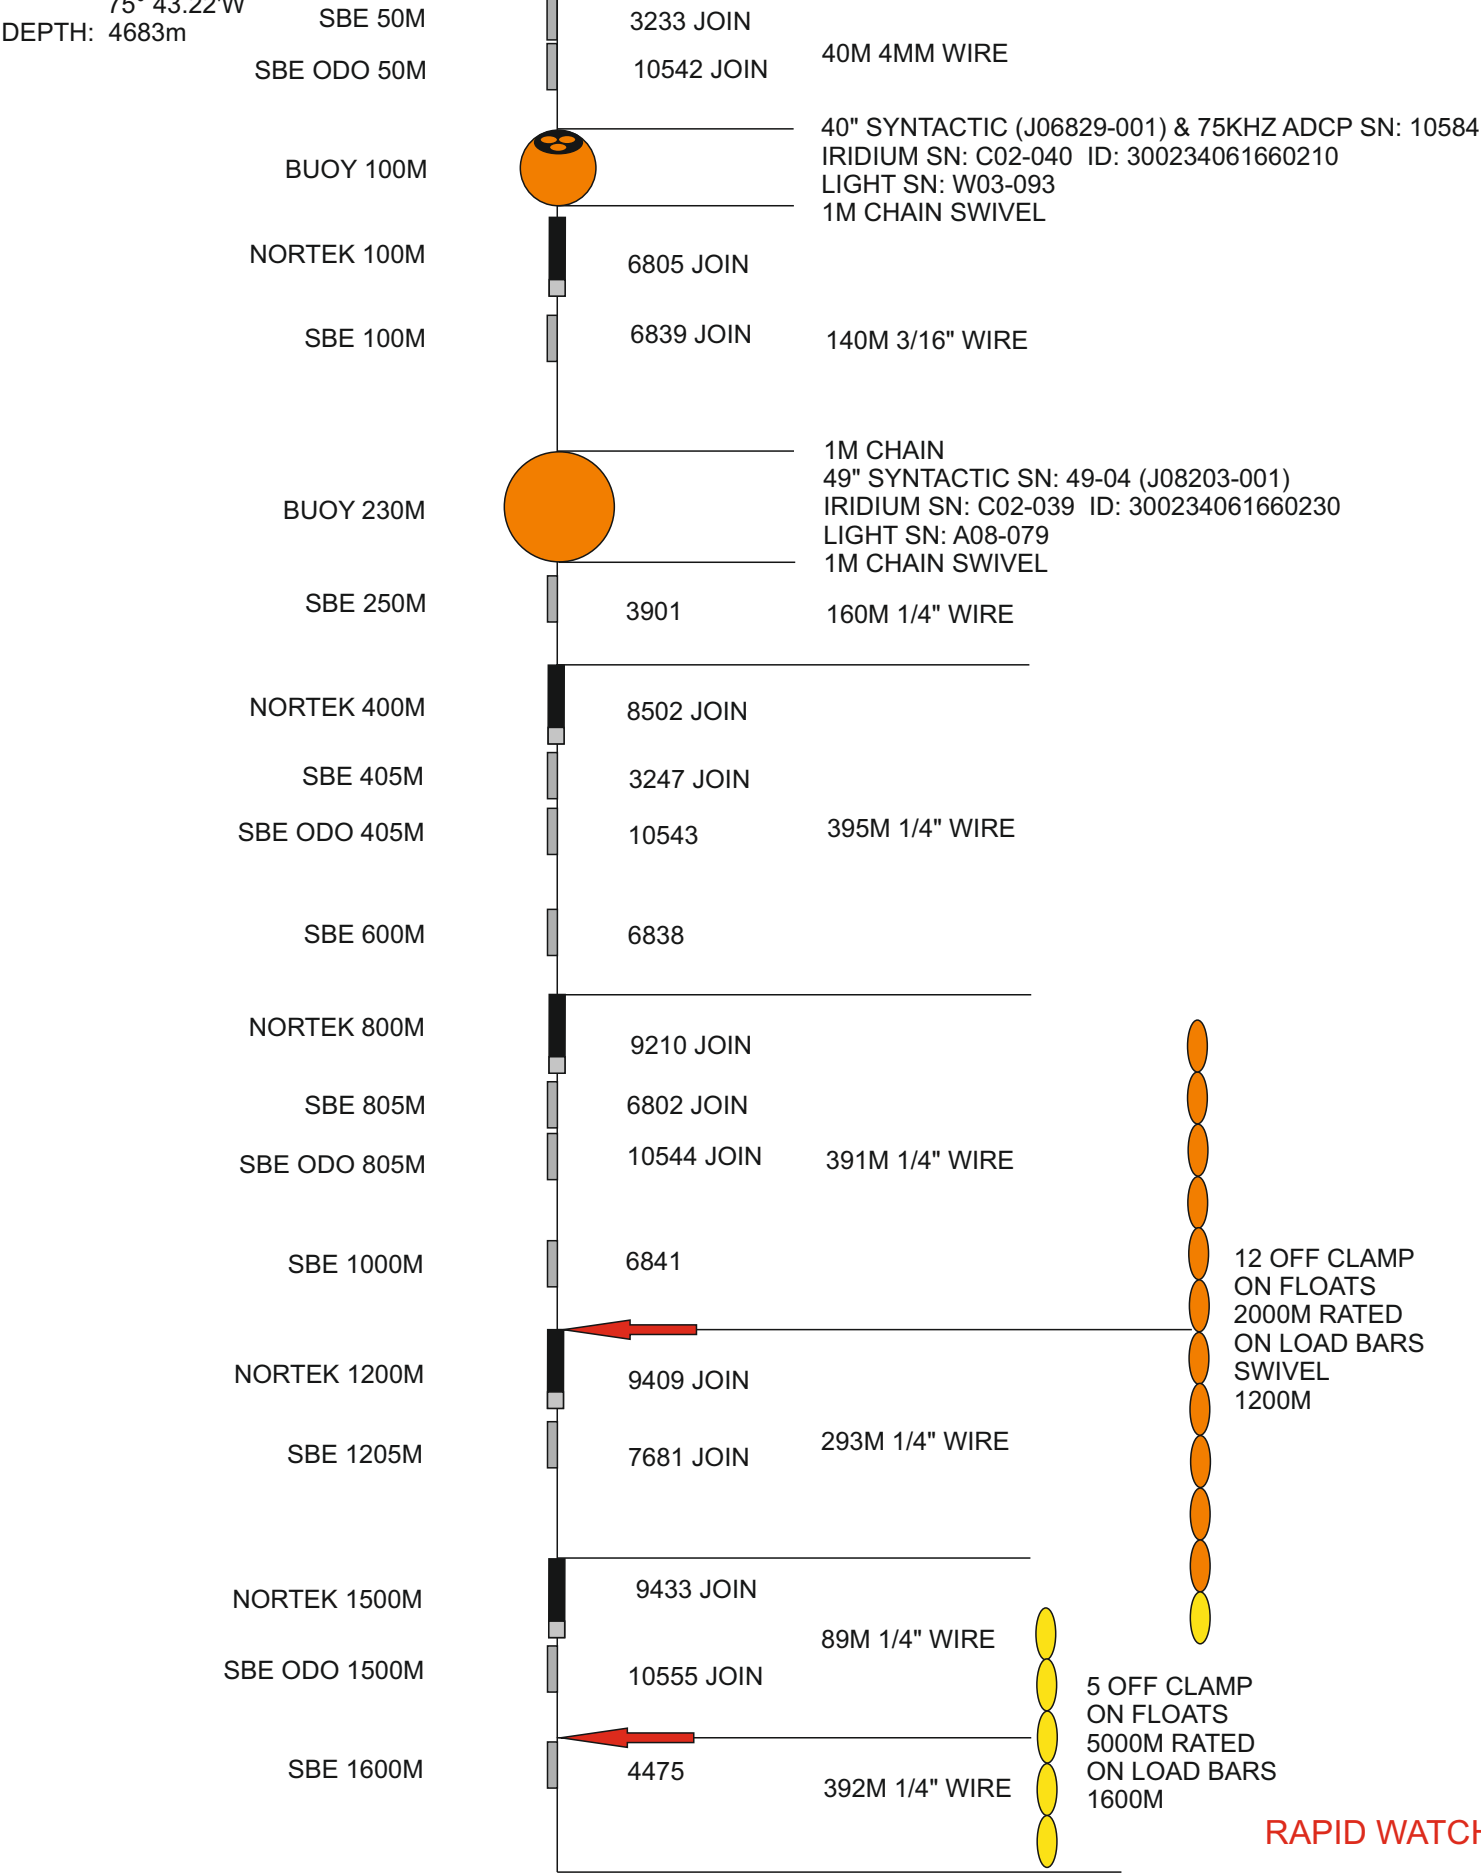 75° 43.22'W
DEPTH: 4683m
SBE 50M
3233 JOIN
40M 4MM WIRE
SBE ODO 50M
10542 JOIN
BUOY 100M
40" SYNTACTIC (J06829-001) & 75KHZ ADCP SN: 10584
IRIDIUM SN: C02-040 ID: 300234061660210
LIGHT SN: W03-093
1M CHAIN SWIVEL
NORTEK 100M
6805 JOIN
SBE 100M
6839 JOIN
140M 3/16" WIRE
BUOY 230M
1M CHAIN
49" SYNTACTIC SN: 49-04 (J08203-001)
IRIDIUM SN: C02-039 ID: 300234061660230
LIGHT SN: A08-079
1M CHAIN SWIVEL
SBE 250M
3901
160M 1/4" WIRE
NORTEK 400M
8502 JOIN
SBE 405M
3247 JOIN
SBE ODO 405M
10543
395M 1/4" WIRE
SBE 600M
6838
NORTEK 800M
9210 JOIN
SBE 805M
6802 JOIN
SBE ODO 805M
10544 JOIN
391M 1/4" WIRE
SBE 1000M
6841
12 OFF CLAMP
ON FLOATS
2000M RATED
ON LOAD BARS
SWIVEL
1200M
NORTEK 1200M
9409 JOIN
SBE 1205M
7681 JOIN
293M 1/4" WIRE
NORTEK 1500M
9433 JOIN
89M 1/4" WIRE
SBE ODO 1500M
10555 JOIN
5 OFF CLAMP
ON FLOATS
5000M RATED
ON LOAD BARS
1600M
SBE 1600M
4475
392M 1/4" WIRE
RAPID WATCH